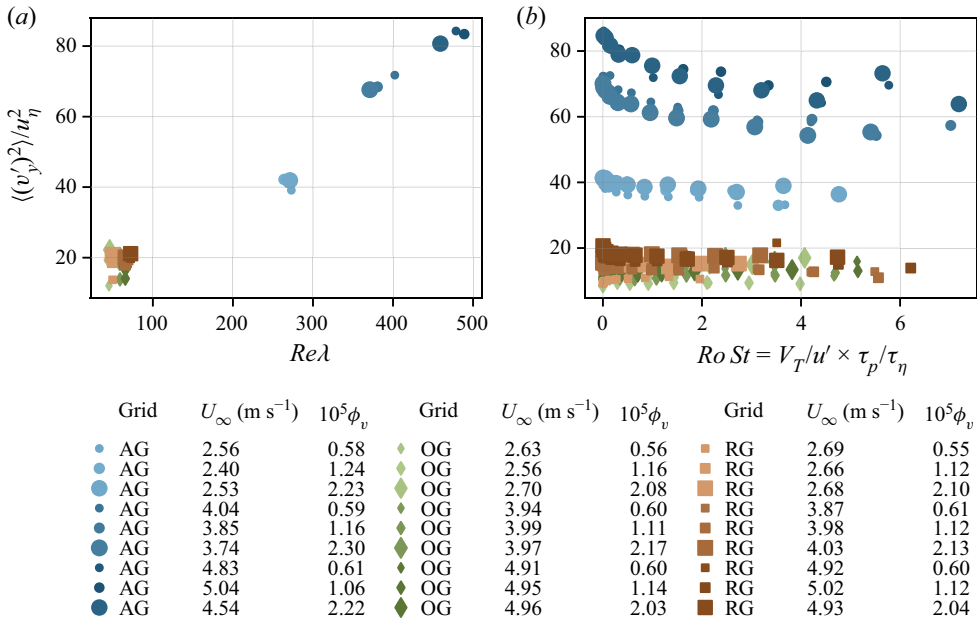 (a)
(b)
80
60
40
20
⟨(v′y)²⟩/u²η
100
200
300
400
500
Reλ
80
60
40
20
0
2
4
6
Ro St = V_T/u′ × τ_p/τ_η
Grid U∞ (m s⁻¹) 10⁵ϕv Grid U∞ (m s⁻¹) 10⁵ϕv Grid U∞ (m s⁻¹) 10⁵ϕv
AG 2.56 0.58 OG 2.63 0.56 RG 2.69 0.55
AG 2.40 1.24 OG 2.56 1.16 RG 2.66 1.12
AG 2.53 2.23 OG 2.70 2.08 RG 2.68 2.10
AG 4.04 0.59 OG 3.94 0.60 RG 3.87 0.61
AG 3.85 1.16 OG 3.99 1.11 RG 3.98 1.12
AG 3.74 2.30 OG 3.97 2.17 RG 4.03 2.13
AG 4.83 0.61 OG 4.91 0.60 RG 4.92 0.60
AG 5.04 1.06 OG 4.95 1.14 RG 5.02 1.12
AG 4.54 2.22 OG 4.96 2.03 RG 4.93 2.04